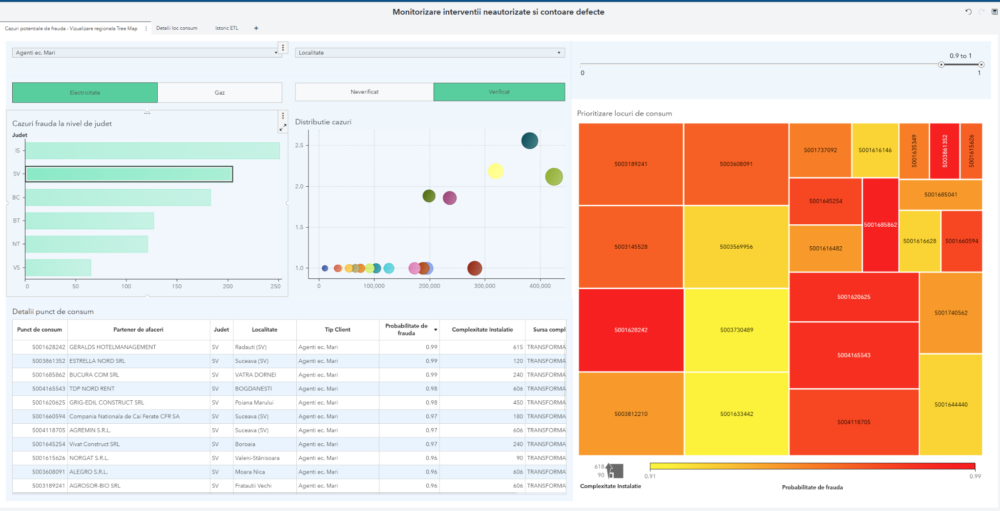 Monitorizare interventii neautorizate si contoare defecte
Cazuri potentiale de frauda - Vizualizare regionala Tree Map
Detalii loc consum
Istoric ETL
+
Agenti ec. Mari
Localitate
0.9 to 1
0
1
Electricitate
Gaz
Neverificat
Verificat
Cazuri frauda la nivel de judet
Judet
IS
SV
BC
BT
NT
VS
0 50 100 150 200 250
Distributie cazuri
2.5
2.0
1.5
1.0
0 100,000 200,000 300,000 400,000
Prioritizare locuri de consum
5003189241
5003608091
5001737092
5001616146
5001635349
5003861352
5001615626
5001645254
5001685862
5001685041
5003145528
5003569956
5001616482
5001616628
5001660594
5001628242
5003730489
5001620625
5001740562
5004165543
5003812210
5001633442
5004118705
5001644440
618
90
Complexitate Instalatie
0.91
0.99
Probabilitate de frauda
Detalii punct de consum
Punct de consum Partener de afaceri Judet Localitate Tip Client Probabilitate de frauda Complexitate Instalatie Sursa compl
5001628242 GERALDS HOTELMANAGEMENT SV Radauti (SV) Agenti ec. Mari 0.99 615 TRANSFORMA
5003861352 ESTRELLA NORD SRL SV Suceava (SV) Agenti ec. Mari 0.99 120 TRANSFORMA
5001685862 BUCURA COM SRL SV VATRA DORNEI Agenti ec. Mari 0.99 240 TRANSFORMA
5004165543 TDP NORD RENT SV BOGDANESTI Agenti ec. Mari 0.98 606 TRANSFORMA
5001620625 GRIG-EDIL CONSTRUCT SRL SV Poiana Marului Agenti ec. Mari 0.98 450 TRANSFORMA
5001660594 Compania Nationala de Cai Ferate CFR SA SV Suceava (SV) Agenti ec. Mari 0.97 180 TRANSFORMA
5004118705 AGREMIN S.R.L. SV Suceava (SV) Agenti ec. Mari 0.97 606 TRANSFORMA
5001645254 Vivat Construct SRL SV Boroaia Agenti ec. Mari 0.97 240 TRANSFORMA
5001615626 NORGAT S.R.L. SV Valeni-Stânisoara Agenti ec. Mari 0.96 90 TRANSFORMA
5003608091 ALEGRO S.R.L. SV Moara Nica Agenti ec. Mari 0.96 606 TRANSFORMA
5003189241 AGROSOR-BIO SRL SV Fratautii Vechi Agenti ec. Mari 0.96 606 TRANSFORMA